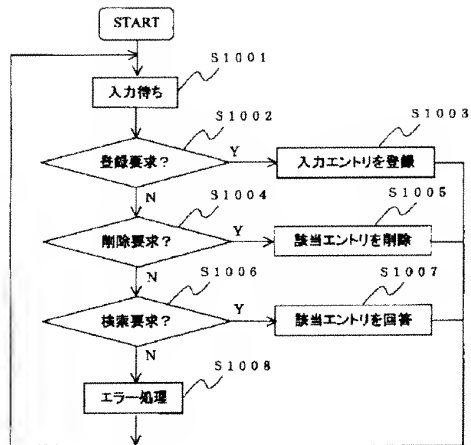 START
S1001
入力待ち
S1002
登録要求?
Y
S1003
入力エントリを登録
N
S1004
削除要求?
Y
S1005
該当エントリを削除
N
S1006
検索要求?
Y
S1007
該当エントリを回答
N
S1008
エラー処理